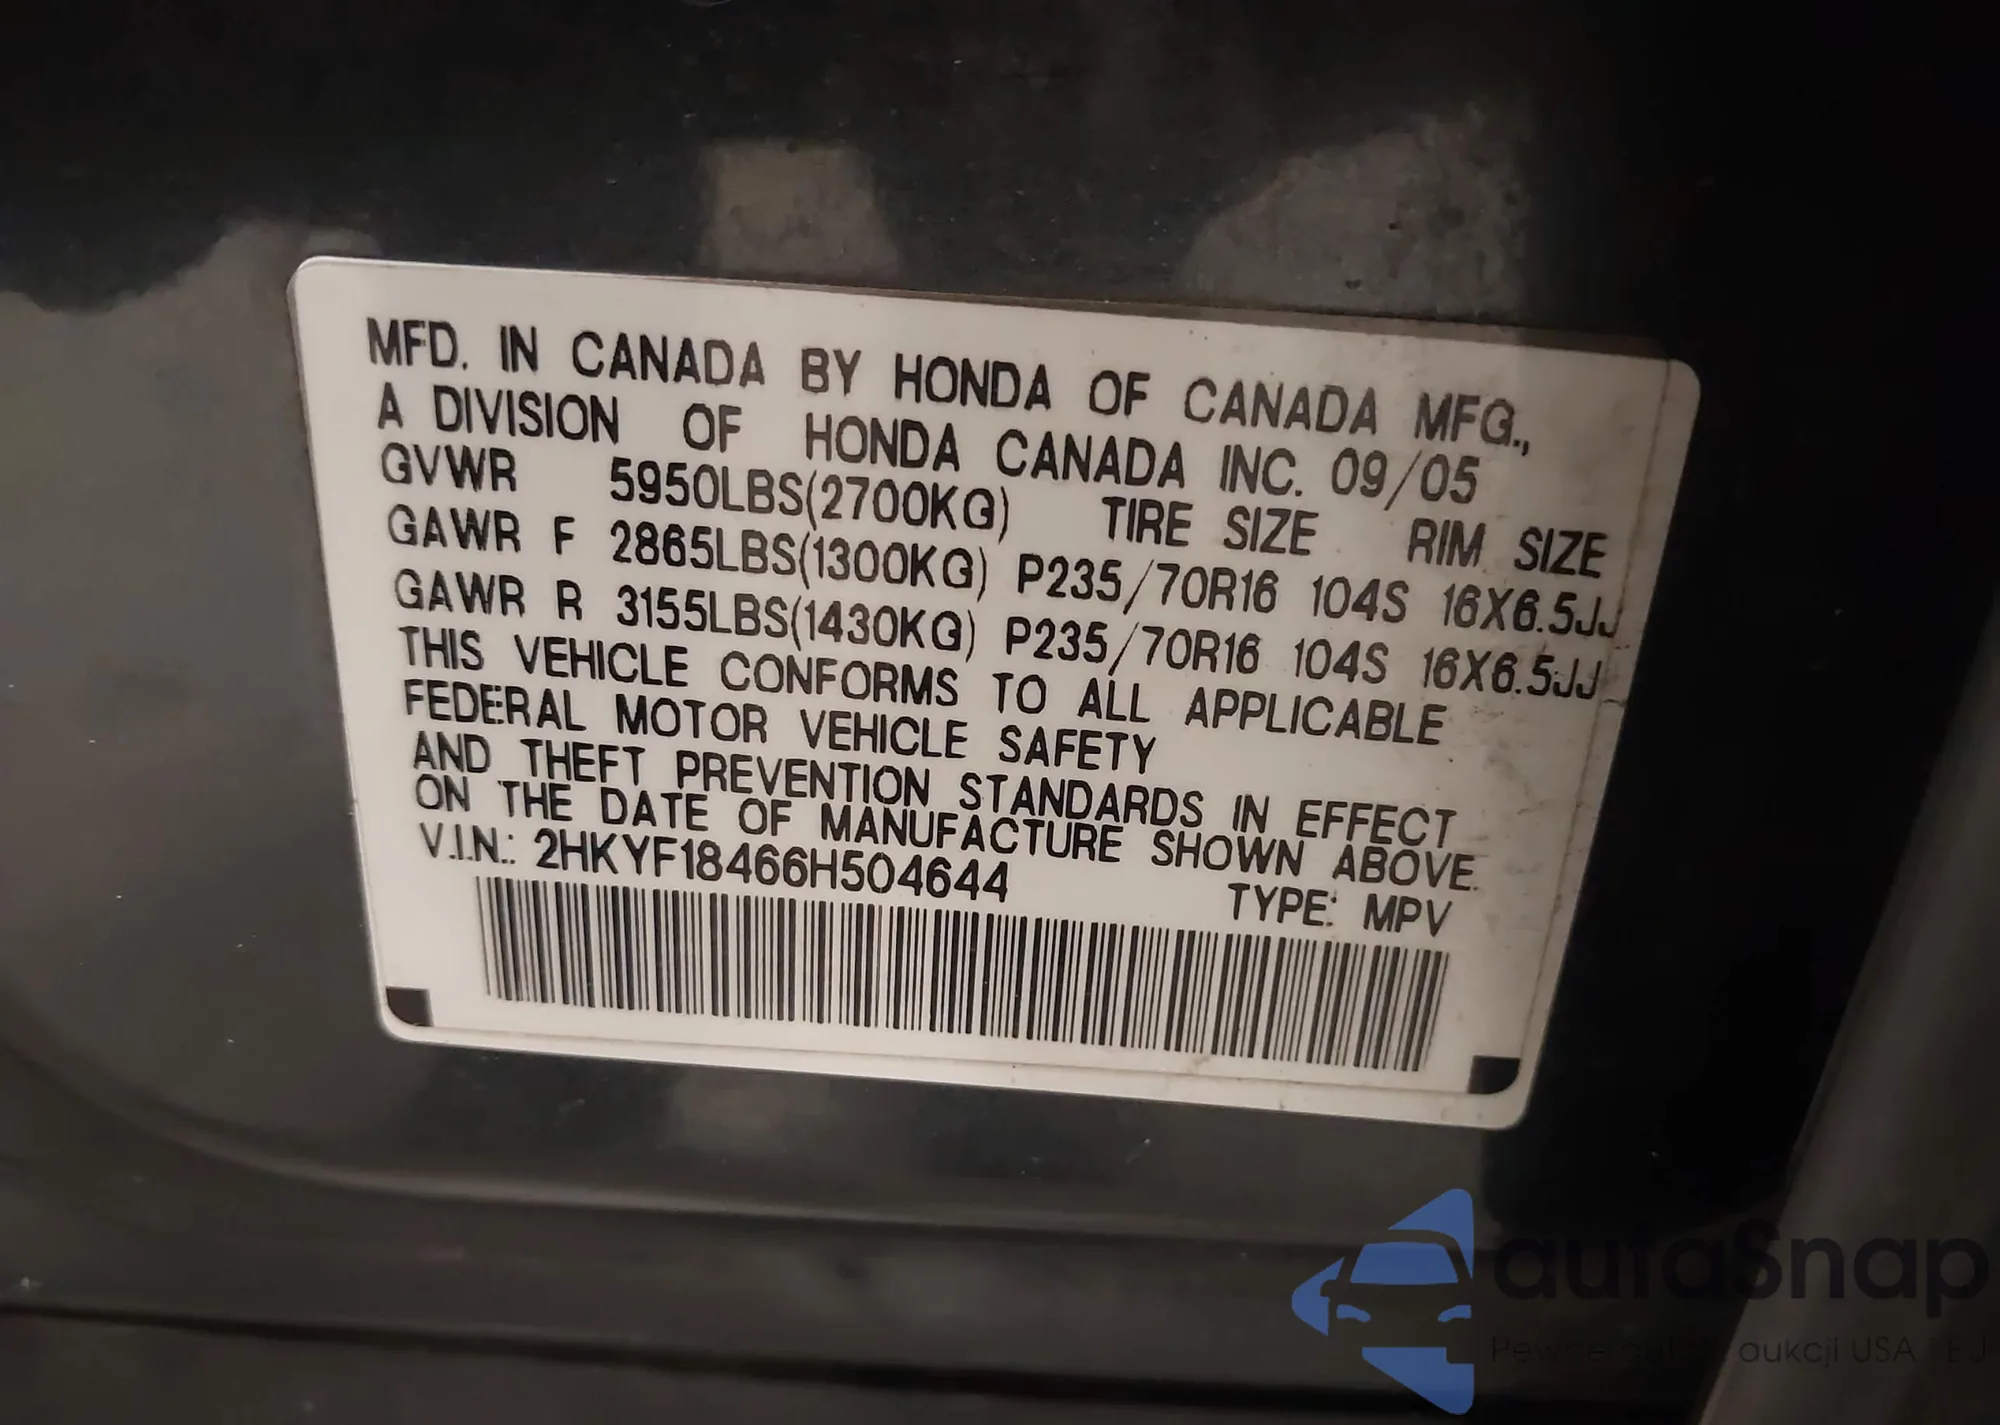 MFD. IN CANADA BY HONDA OF CANADA MFG.,
A DIVISION OF HONDA CANADA INC. 09/05
GVWR 5950LBS(2700KG) TIRE SIZE RIM SIZE
GAWR F 2865LBS(1300KG) P235/70R16 104S 16X6.5JJ
GAWR R 3155LBS(1430KG) P235/70R16 104S 16X6.5JJ
THIS VEHICLE CONFORMS TO ALL APPLICABLE
FEDERAL MOTOR VEHICLE SAFETY
AND THEFT PREVENTION STANDARDS IN EFFECT
ON THE DATE OF MANUFACTURE SHOWN ABOVE.
V.I.N.: 2HKYF18466H504644 TYPE: MPV
autaSnap
aukcji USA